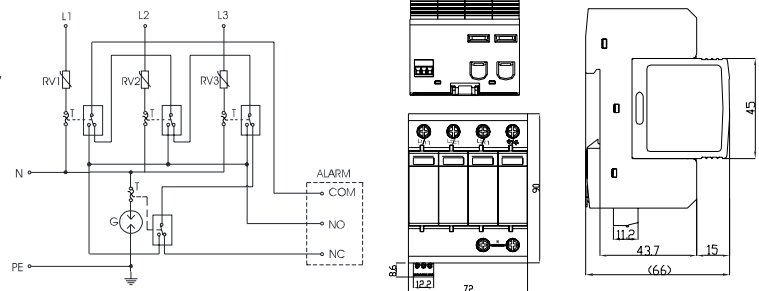 L1 L2 L3
RV1 RV2 RV3
T T T
N
T
G
PE
ALARM
COM
NO
NC
90
8.6
12.2
72
45
11.2
43.7 15
(66)